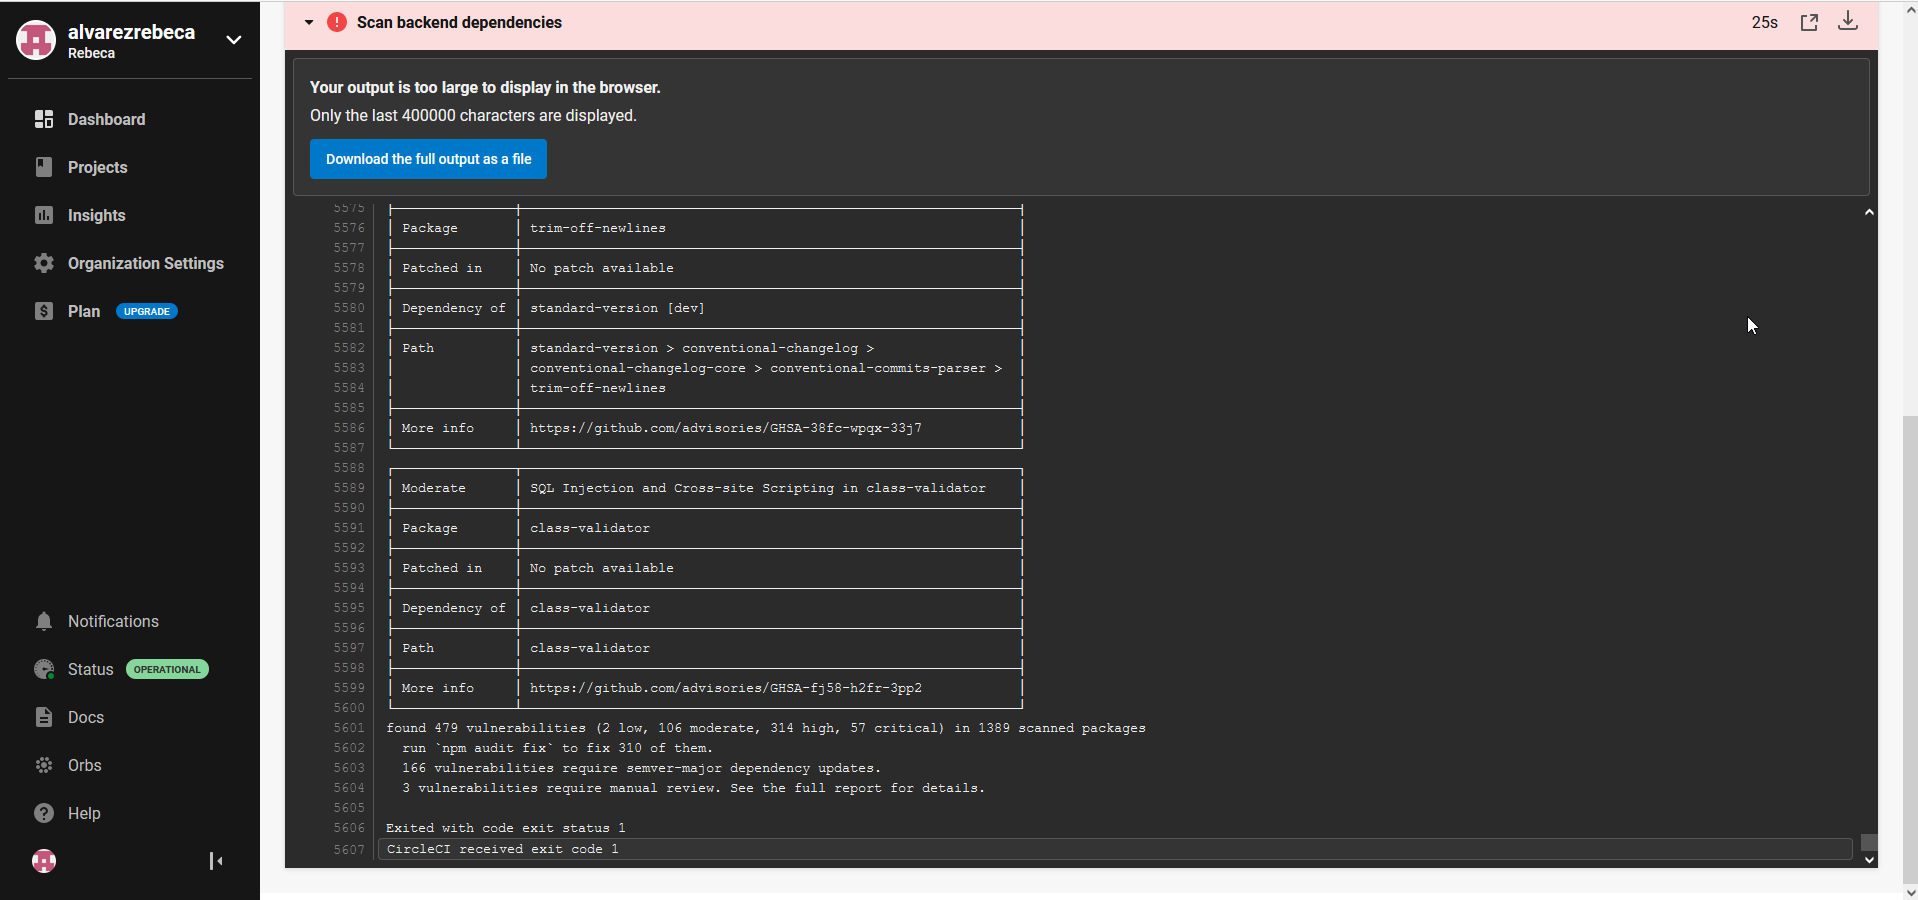 alvarezrebeca
Rebeca
Dashboard
Projects
Insights
Organization Settings
Plan UPGRADE
Notifications
Status OPERATIONAL
Docs
Orbs
Help
Scan backend dependencies 25s
Your output is too large to display in the browser.
Only the last 400000 characters are displayed.
Download the full output as a file
5575
5576 Package trim-off-newlines
5577
5578 Patched in No patch available
5579
5580 Dependency of standard-version [dev]
5581
5582 Path standard-version > conventional-changelog >
5583 conventional-changelog-core > conventional-commits-parser >
5584 trim-off-newlines
5585
5586 More info https://github.com/advisories/GHSA-38fc-wpqx-33j7
5587
5588
5589 Moderate SQL Injection and Cross-site Scripting in class-validator
5590
5591 Package class-validator
5592
5593 Patched in No patch available
5594
5595 Dependency of class-validator
5596
5597 Path class-validator
5598
5599 More info https://github.com/advisories/GHSA-fj58-h2fr-3pp2
5600
5601 found 479 vulnerabilities (2 low, 106 moderate, 314 high, 57 critical) in 1389 scanned packages
5602 run `npm audit fix` to fix 310 of them.
5603 166 vulnerabilities require semver-major dependency updates.
5604 3 vulnerabilities require manual review. See the full report for details.
5605
5606 Exited with code exit status 1
5607 CircleCI received exit code 1